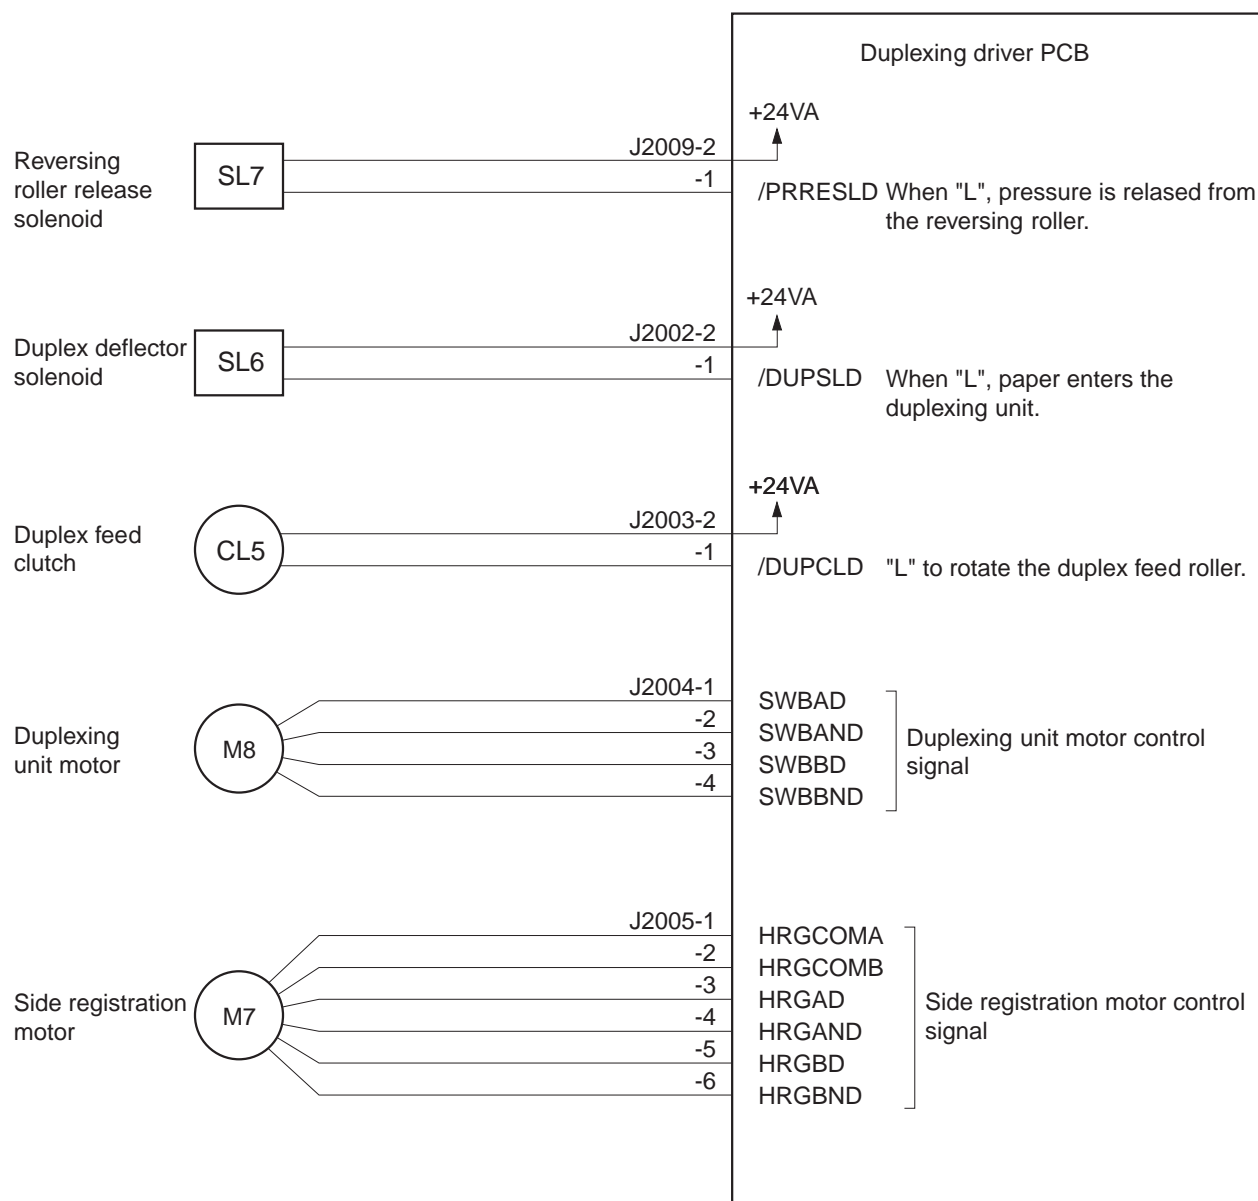 Duplexing driver PCB
+24VA
Reversing
roller release
solenoid
SL7
J2009-2
-1
/PRRESLD
When "L", pressure is relased from
the reversing roller.
+24VA
Duplex deflector
solenoid
SL6
J2002-2
-1
/DUPSLD
When "L", paper enters the
duplexing unit.
+24VA
Duplex feed
clutch
CL5
J2003-2
-1
/DUPCLD
"L" to rotate the duplex feed roller.
Duplexing
unit motor
M8
J2004-1
-2
-3
-4
SWBAD
SWBAND
SWBBD
SWBBND
Duplexing unit motor control
signal
Side registration
motor
M7
J2005-1
-2
-3
-4
-5
-6
HRGCOMA
HRGCOMB
HRGAD
HRGAND
HRGBD
HRGBND
Side registration motor control
signal